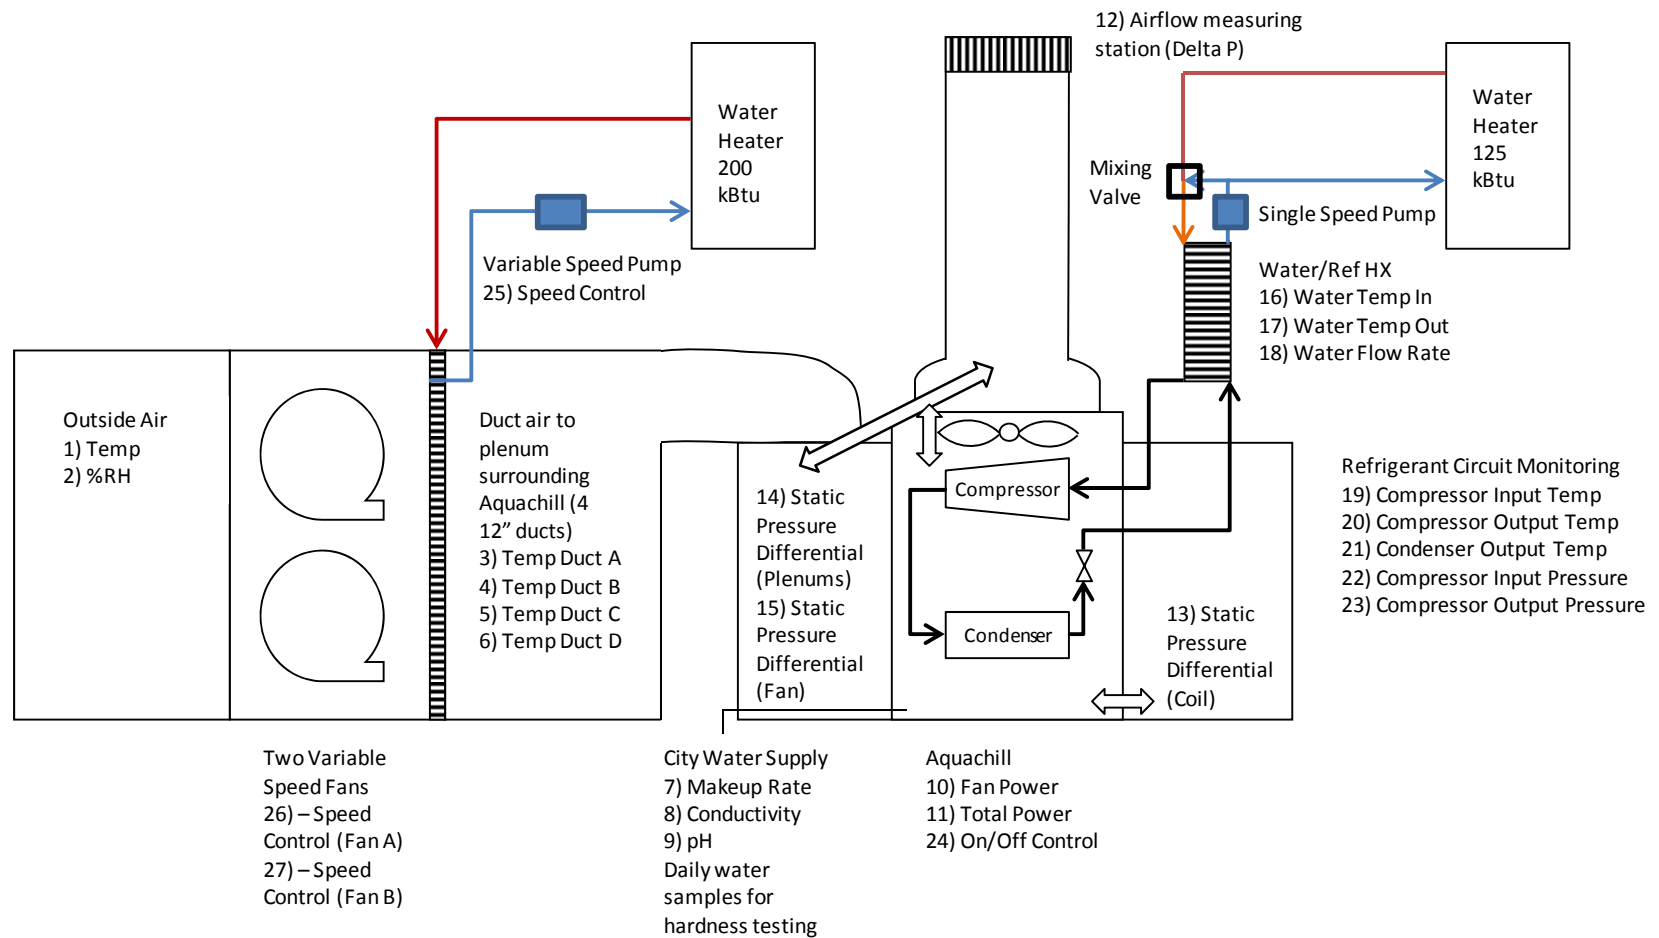 12) Airflow measuring
station (Delta P)
Water
Heater
200
kBtu
Water
Heater
125
kBtu
Mixing
Valve
Single Speed Pump
Variable Speed Pump
25) Speed Control
Water/Ref HX
16) Water Temp In
17) Water Temp Out
18) Water Flow Rate
Outside Air
1) Temp
2) %RH
Duct air to
plenum
surrounding
Aquachill (4
12” ducts)
3) Temp Duct A
4) Temp Duct B
5) Temp Duct C
6) Temp Duct D
14) Static
Pressure
Differential
(Plenums)
15) Static
Pressure
Differential
(Fan)
Compressor
Condenser
13) Static
Pressure
Differential
(Coil)
Refrigerant Circuit Monitoring
19) Compressor Input Temp
20) Compressor Output Temp
21) Condenser Output Temp
22) Compressor Input Pressure
23) Compressor Output Pressure
Two Variable
Speed Fans
26) – Speed
Control (Fan A)
27) – Speed
Control (Fan B)
City Water Supply
7) Makeup Rate
8) Conductivity
9) pH
Daily water
samples for
hardness testing
Aquachill
10) Fan Power
11) Total Power
24) On/Off Control